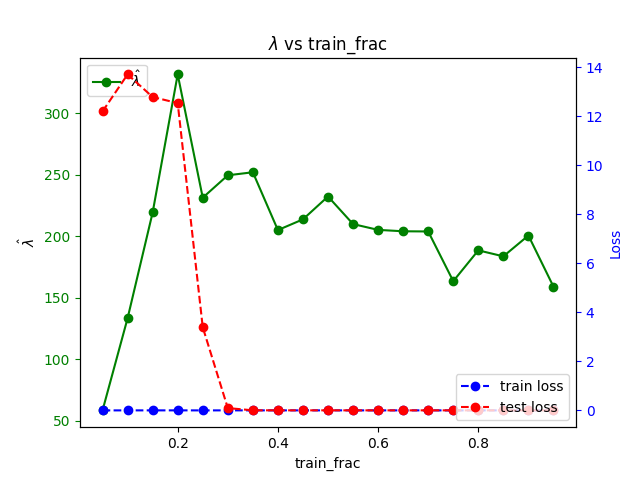 λ vs train_frac
λ̂
300
250
200
150
100
50
λ̂
14
12
10
8
6
4
2
0
Loss
train loss
test loss
0.2 0.4 0.6 0.8
train_frac